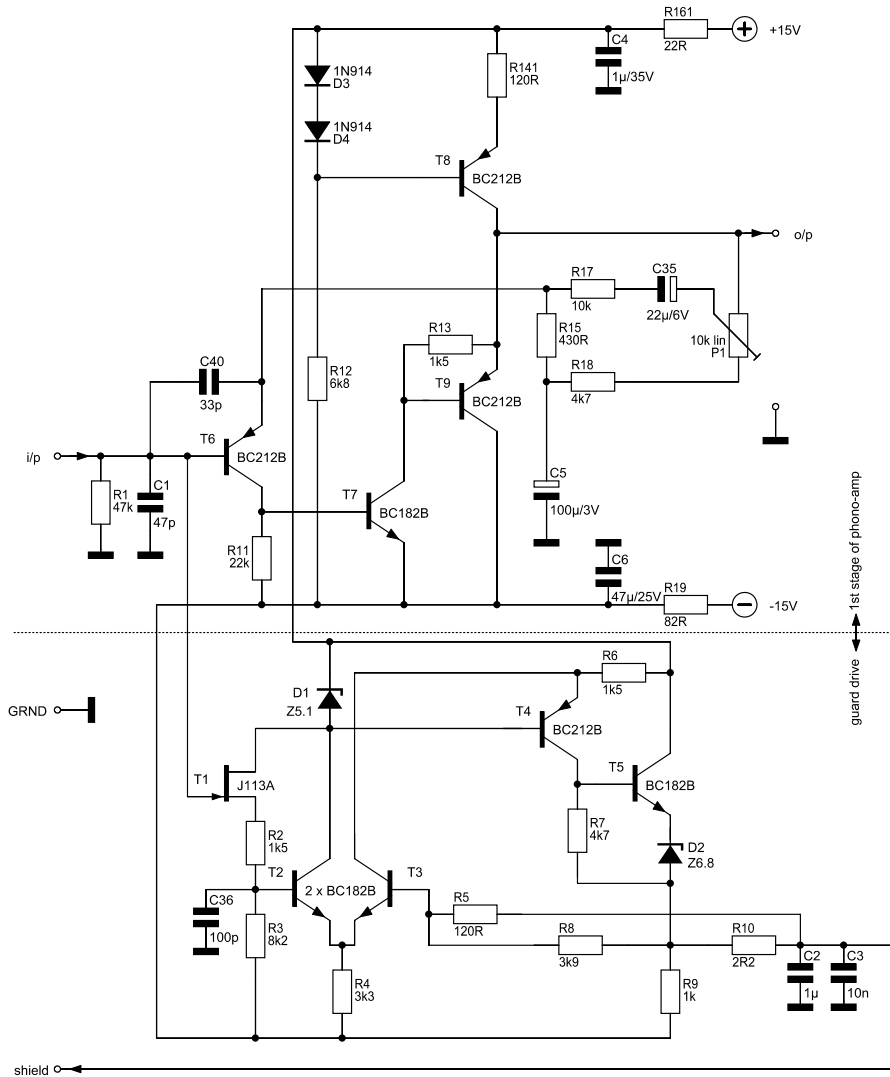 R161
+15V
22R
C4
1µ/35V
1N914
D3
R141
120R
1N914
D4
T8
BC212B
o/p
R17
10k
C35
22µ/6V
R13
1k5
R15
430R
10k lin
P1
C40
33p
R12
6k8
T9
BC212B
R18
4k7
T6
i/p
BC212B
C5
100µ/3V
R1
47k
C1
47p
T7
BC182B
R11
22k
C6
47µ/25V
R19
82R
-15V
1st stage of phono-amp
guard drive
R6
1k5
D1
Z5.1
GRND
T4
BC212B
T1
J113A
T5
BC182B
R2
1k5
R7
4k7
D2
Z6.8
T2
T3
2 x BC182B
C36
100p
R3
8k2
R5
120R
R8
3k9
R10
2R2
R4
3k3
R9
1k
C2
1µ
C3
10n
shield